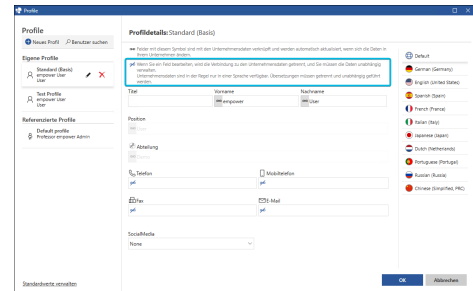 Profile
Profile
Neues Profil
Benutzer suchen
Eigene Profile
Standard (Basis)
empower User
User
Test Profile
empower User
User
Referenzierte Profile
Default profile
Professor empower Admin
Standardwerte verwalten
Profildetails: Standard (Basis)
Felder mit diesem Symbol sind mit den Unternehmensdaten verknüpft und werden automatisch aktualisiert, wenn sich die Daten in
Ihrem Unternehmen ändern.
Wenn Sie ein Text bearbeiten, wird die Verbindung zu den Unternehmensdaten getrennt, und Sie müssen die Daten unabhängig
verwalten.
Unternehmensdaten sind in der Regel nur in einer Sprache verfügbar, Übersetzungen müssen getrennt und unabhängig geführt
werden.
Titel
Vorname
Nachname
empower
User
Position
User
Abteilung
Telefon
Mobiltelefon
Fax
E-Mail
SocialMedia
None
Default
German (Germany)
English (United States)
Spanish (Spain)
French (France)
Italian (Italy)
Japanese (Japan)
Dutch (Netherlands)
Portuguese (Portugal)
Russian (Russia)
Chinese (Simplified, PRC)
OK
Abbrechen